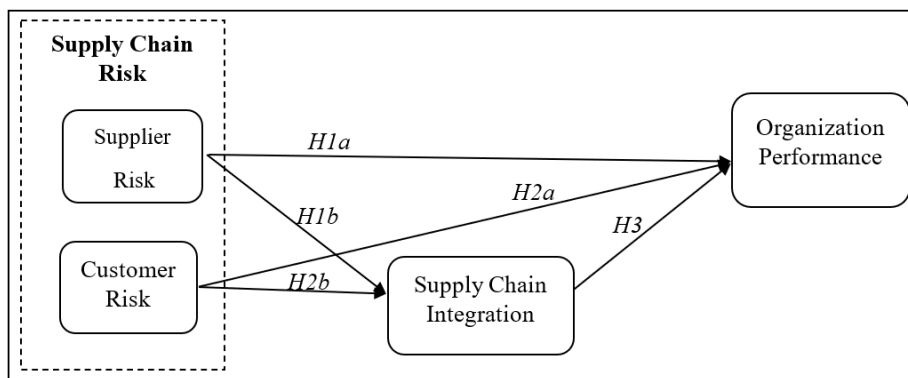 Supply Chain
Risk
Supplier
Risk
Customer
Risk
H1a
H1b
H2a
H2b
H3
Supply Chain
Integration
Organization
Performance